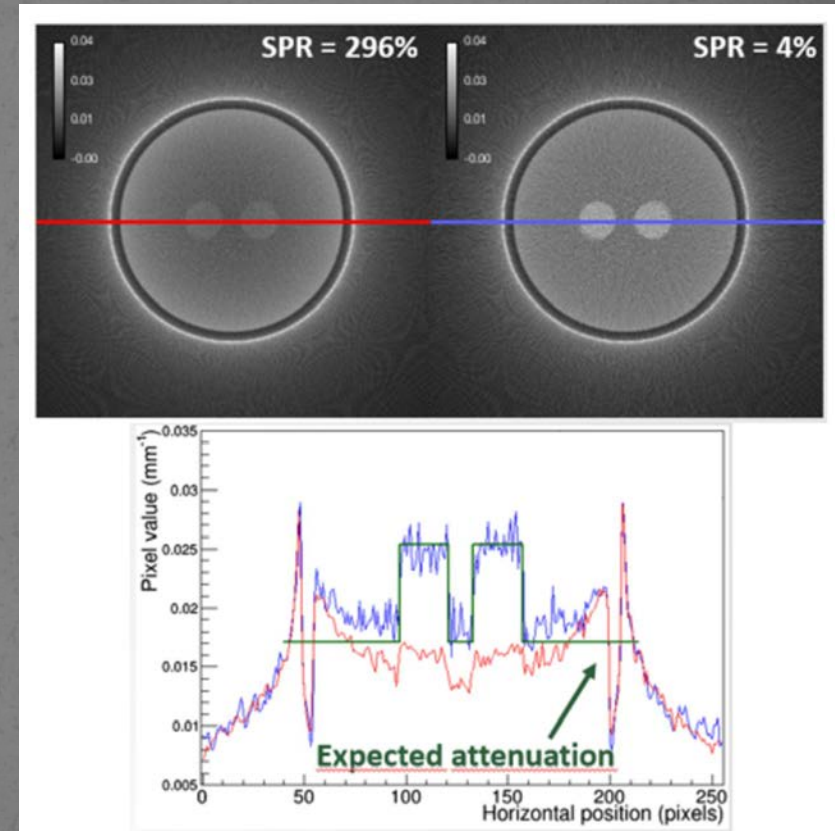 SPR = 296%
0.04
0.03
0.01
-0.00
SPR = 4%
0.04
0.03
0.01
-0.00
Pixel value (mm-1)
0.035
0.03
0.025
0.02
0.015
0.01
0.005
Expected attenuation
0 50 100 150 200 250
Horizontal position (pixels)